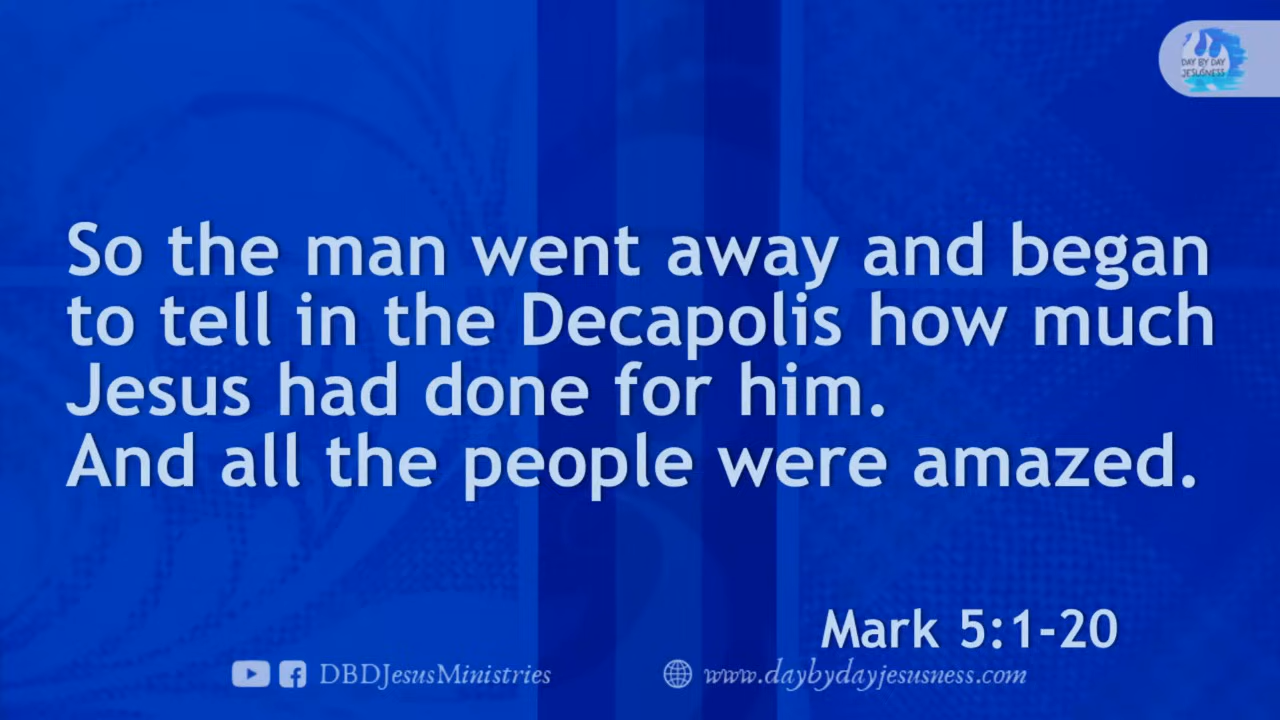 DAY BY DAY
JESUSNESS
So the man went away and began
to tell in the Decapolis how much
Jesus had done for him.
And all the people were amazed.
Mark 5:1-20
DBDJesusMinistries
www.daybydayjesusness.com